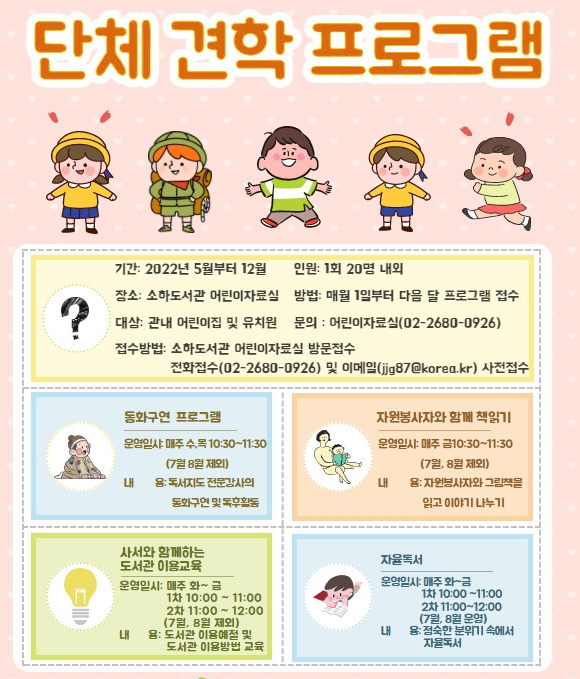 단체 견학 프로그램
기간: 2022년 5월부터 12월 인원: 1회 20명 내외
장소: 소하도서관 어린이자료실 방법: 매월 1일부터 다음 달 프로그램 접수
대상: 관내 어린이집 및 유치원 문의 : 어린이자료실(02-2680-0926)
접수방법: 소하도서관 어린이자료실 방문접수
전화접수(02-2680-0926) 및 이메일(jjg87@korea.kr) 사전접수
?
동화구연 프로그램
운영일시: 매주 수,목 10:30~11:30
(7월 8월 제외)
내 용: 독서지도 전문강사의
동화구연 및 독후활동
자원봉사자와 함께 책읽기
운영일시: 매주 금10:30~11:30
(7월, 8월 제외)
내 용: 자원봉사자와 그림책을
읽고 이야기 나누기
사서와 함께하는
도서관 이용교육
운영일시: 매주 화~ 금
1차 10:00 ~ 11:00
2차 11:00 ~ 12:00
(7월, 8월 제외)
내 용: 도서관 이용예절 및
도서관 이용방법 교육
자율독서
운영일시: 매주 화~금
1차 10:00 ~11:00
2차 11:00~12:00
(7월, 8월 운영)
내 용: 정숙한 분위기 속에서
자율독서